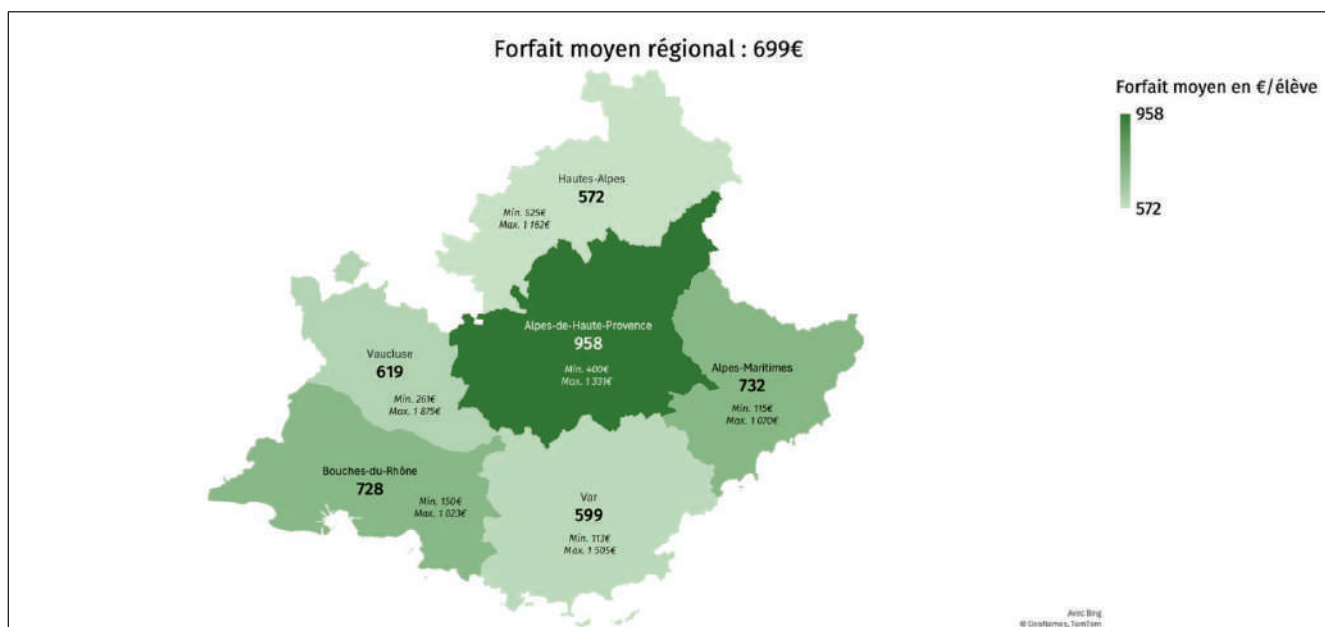 Forfait moyen régional : 699€
Forfait moyen en €/élève
958
572
Hautes-Alpes
572
Min. 525€
Max. 1 162€
Alpes-de-Haute-Provence
958
Min. 400€
Max. 1 331€
Vaucluse
619
Min. 261€
Max. 1 875€
Alpes-Maritimes
732
Min. 115€
Max. 1 070€
Bouches-du-Rhône
728
Min. 150€
Max. 1 023€
Var
599
Min. 113€
Max. 1 505€
Avec Bing
© GeoNames, TomTom